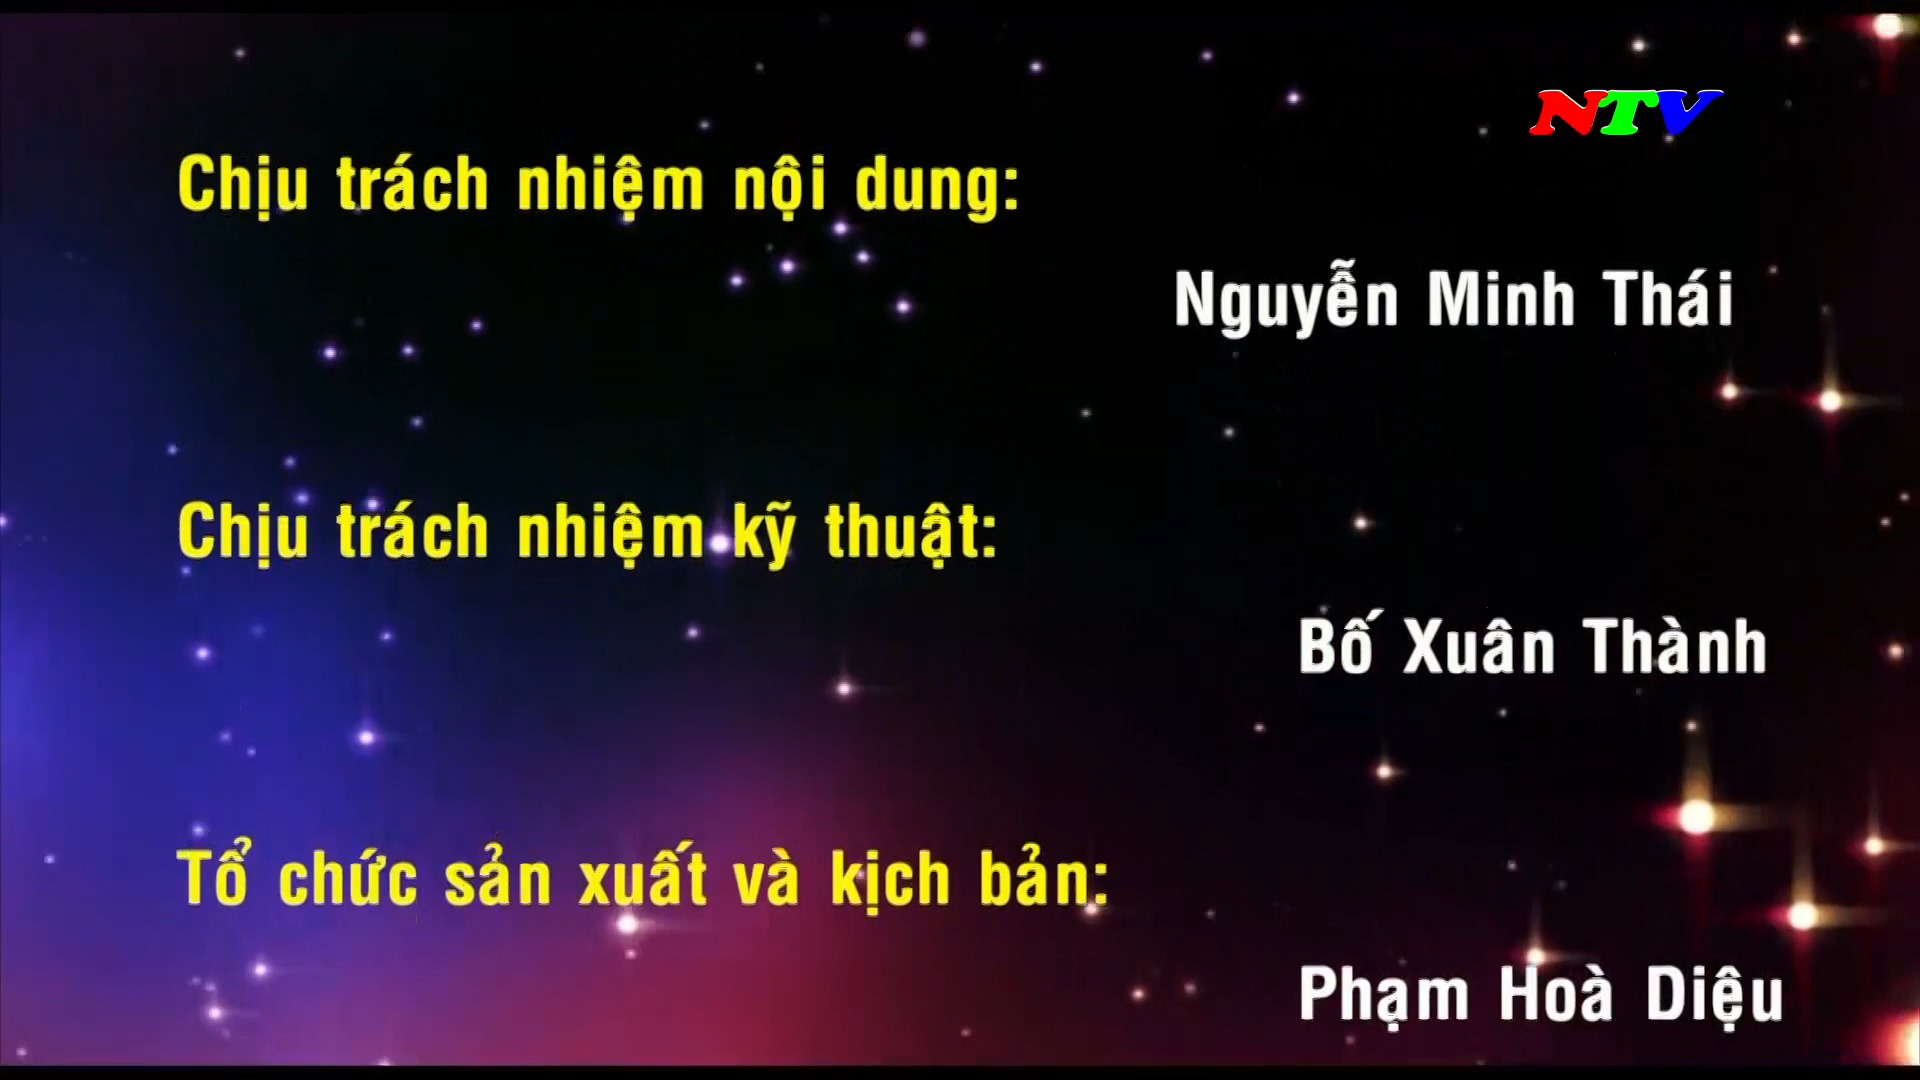 NTV
Chịu trách nhiệm nội dung:
Nguyễn Minh Thái
Chịu trách nhiệm kỹ thuật:
Bố Xuân Thành
Tổ chức sản xuất và kịch bản:
Phạm Hoà Diệu